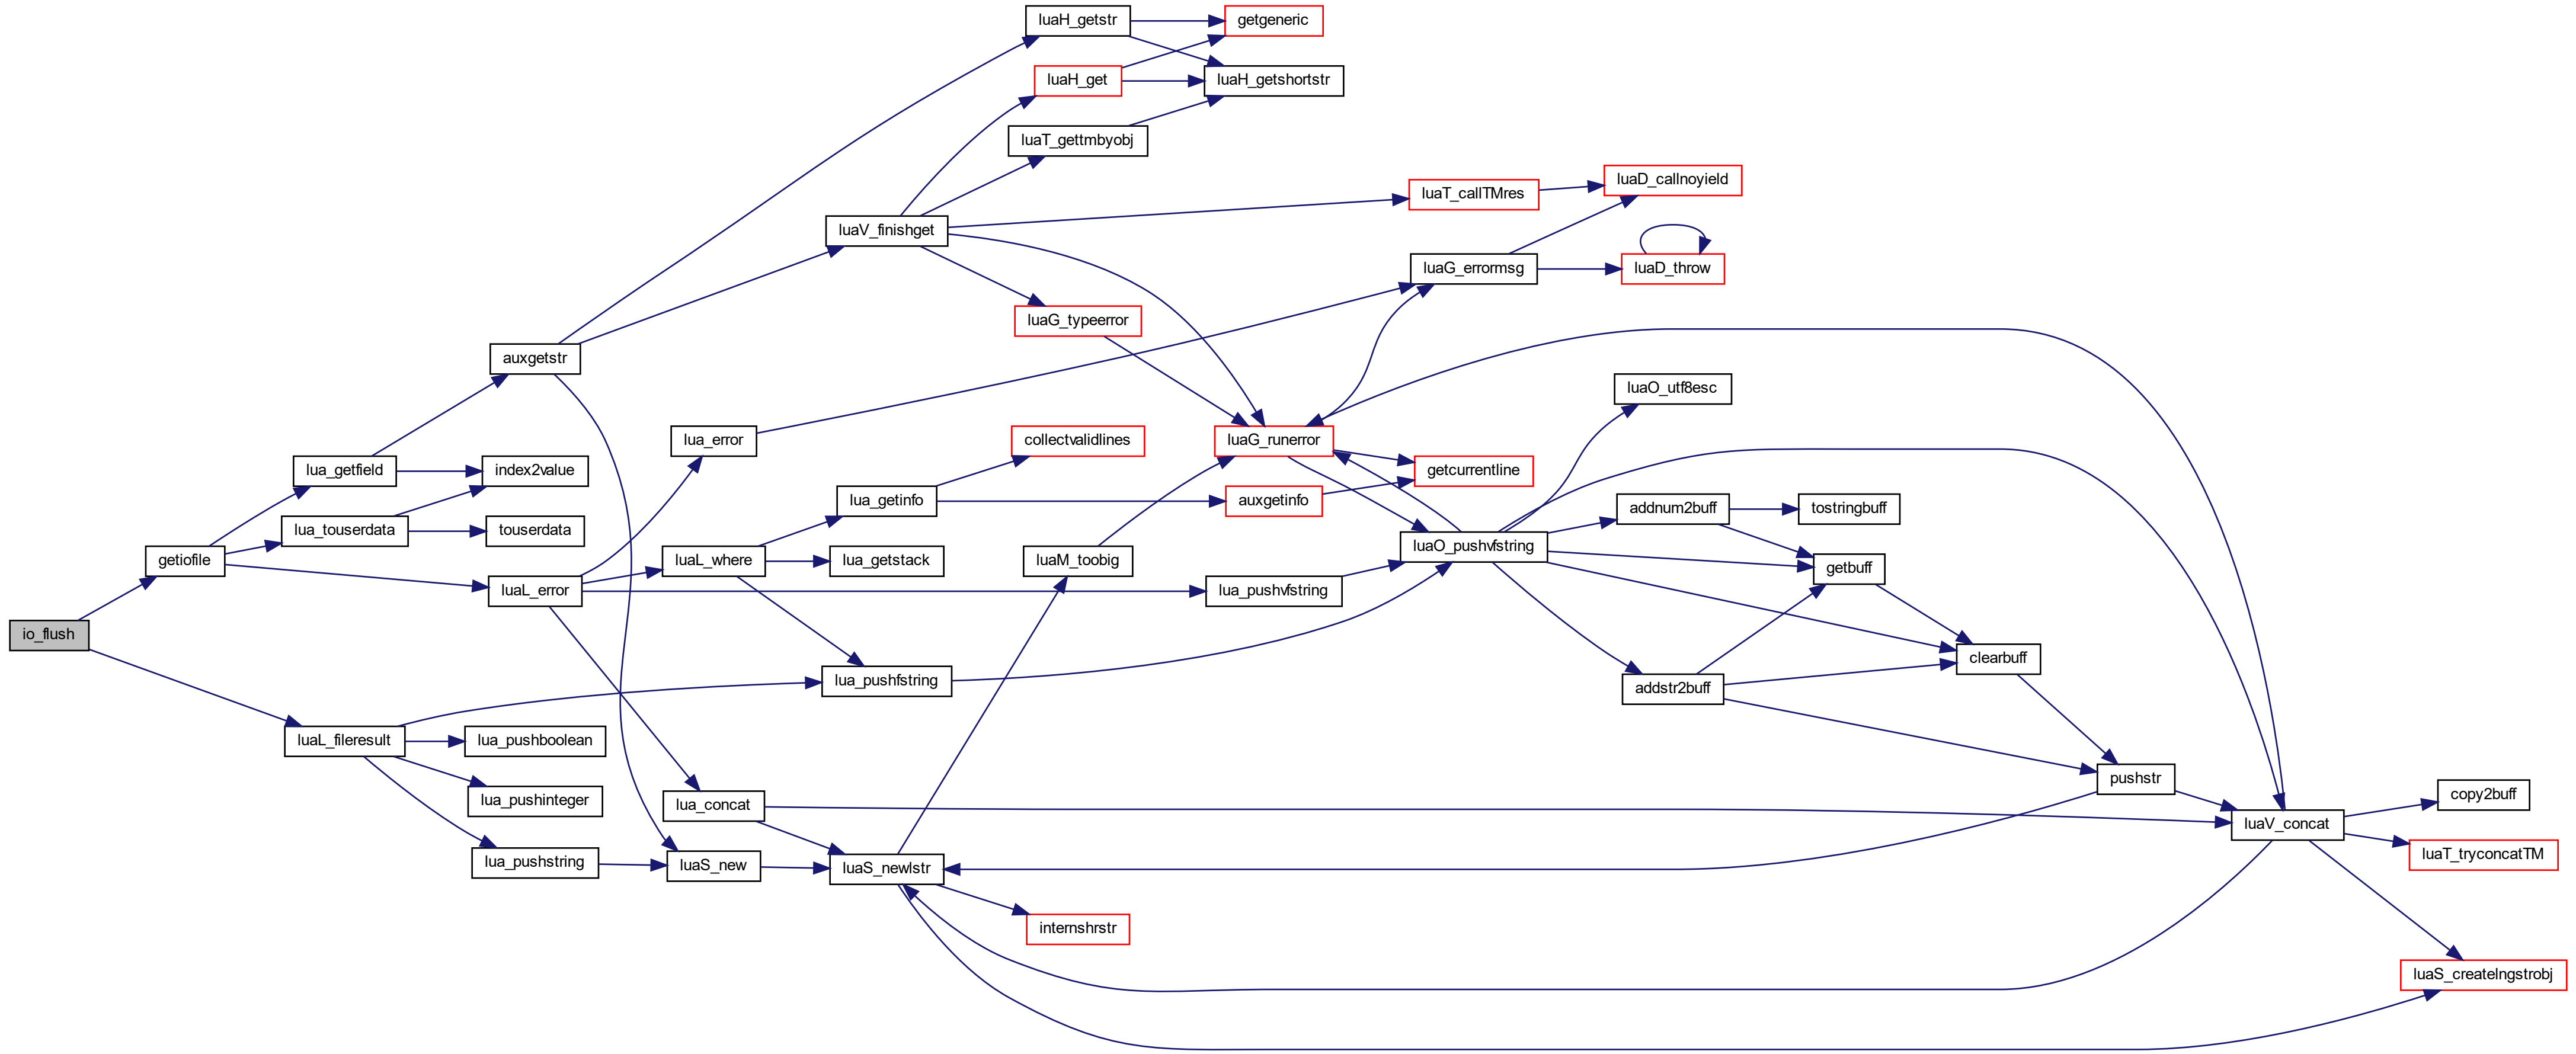 io_flush
getiofile
luaL_fileresult
lua_getfield
lua_touserdata
luaL_error
lua_pushboolean
lua_pushinteger
lua_pushstring
auxgetstr
index2value
touserdata
lua_error
luaL_where
lua_concat
luaS_new
luaV_finishget
lua_getinfo
lua_getstack
lua_pushfstring
luaS_newlstr
luaH_getstr
luaH_get
luaT_gettmbyobj
luaG_typeerror
collectvalidlines
luaM_toobig
internshrstr
getgeneric
luaH_getshortstr
luaG_runerror
auxgetinfo
lua_pushvfstring
luaT_callTMres
luaG_errormsg
getcurrentline
luaO_pushvfstring
luaD_callnoyield
luaD_throw
luaO_utf8esc
addnum2buff
addstr2buff
tostringbuff
getbuff
clearbuff
pushstr
luaV_concat
copy2buff
luaT_tryconcatTM
luaS_createlngstrobj